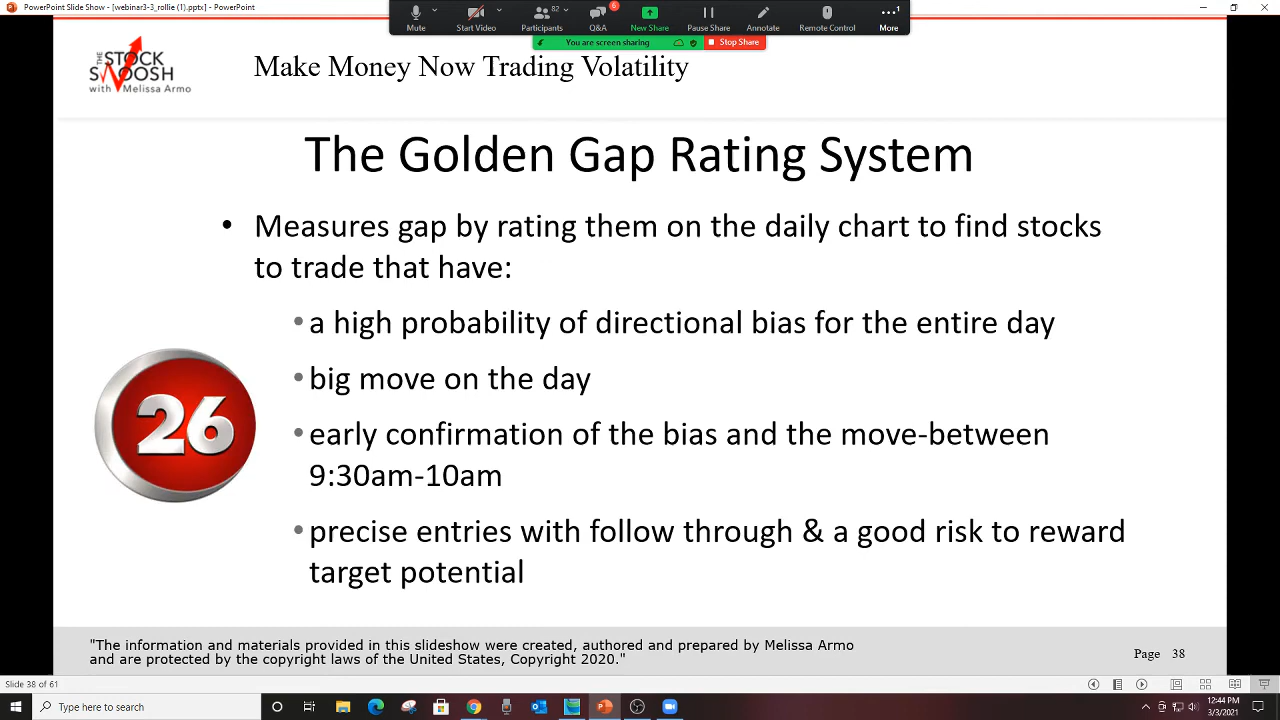 PowerPoint Slide Show - [webinar3-3_rollie (1).pptx] - PowerPoint
82
6
1
Mute
Start Video
Participants
Q&A
New Share
Pause Share
Annotate
Remote Control
More
You are screen sharing
Stop Share
THE STOCK
SWOOSH
with Melissa Armo
Make Money Now Trading Volatility
The Golden Gap Rating System
• Measures gap by rating them on the daily chart to find stocks
to trade that have:
• a high probability of directional bias for the entire day
• big move on the day
• early confirmation of the bias and the move-between
9:30am-10am
• precise entries with follow through & a good risk to reward
target potential
26
"The information and materials provided in this slideshow were created, authored and prepared by Melissa Armo
and are protected by the copyright laws of the United States, Copyright 2020."
Page 38
Slide 38 of 61
Type here to search
12:44 PM
3/3/2021